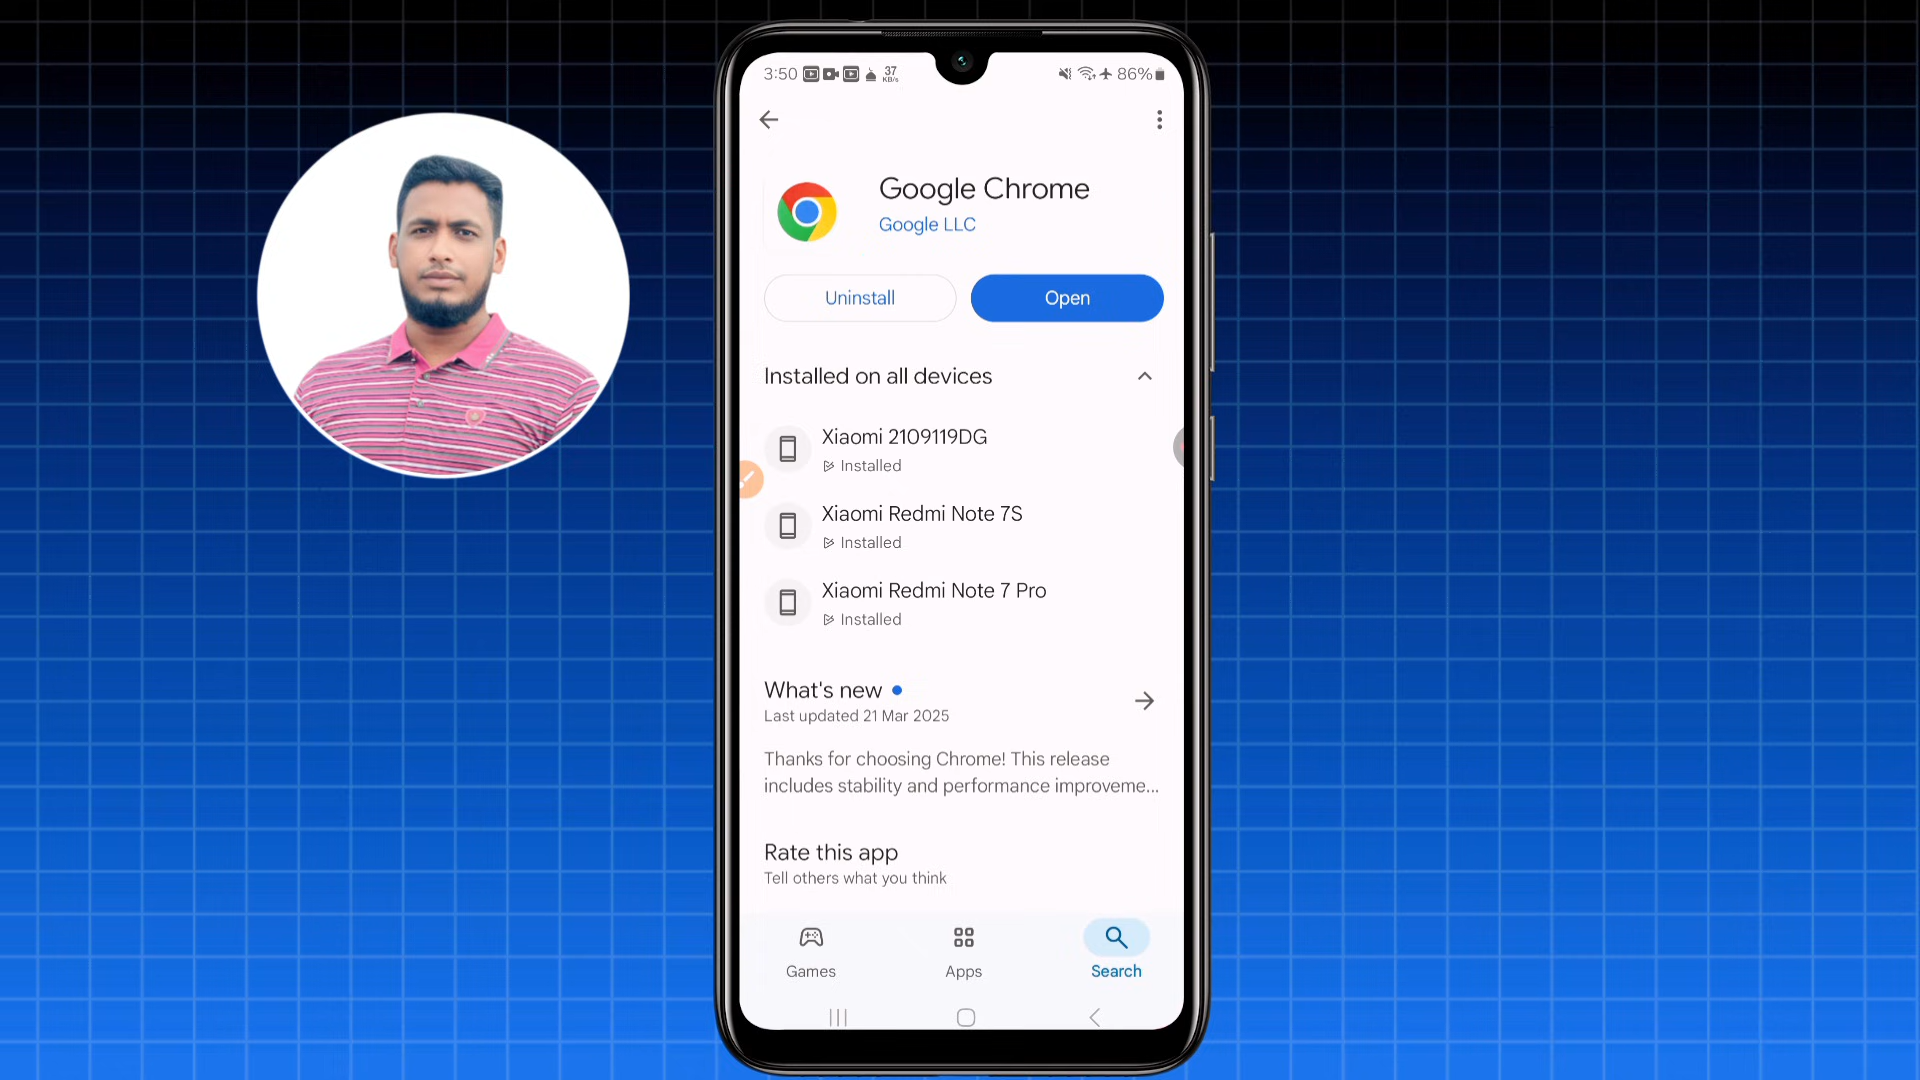 3:50 37 KB/s 86%
Google Chrome
Google LLC
Uninstall Open
Installed on all devices
Xiaomi 2109119DG
Installed
Xiaomi Redmi Note 7S
Installed
Xiaomi Redmi Note 7 Pro
Installed
What's new
Last updated 21 Mar 2025
Thanks for choosing Chrome! This release
includes stability and performance improveme...
Rate this app
Tell others what you think
Games Apps Search